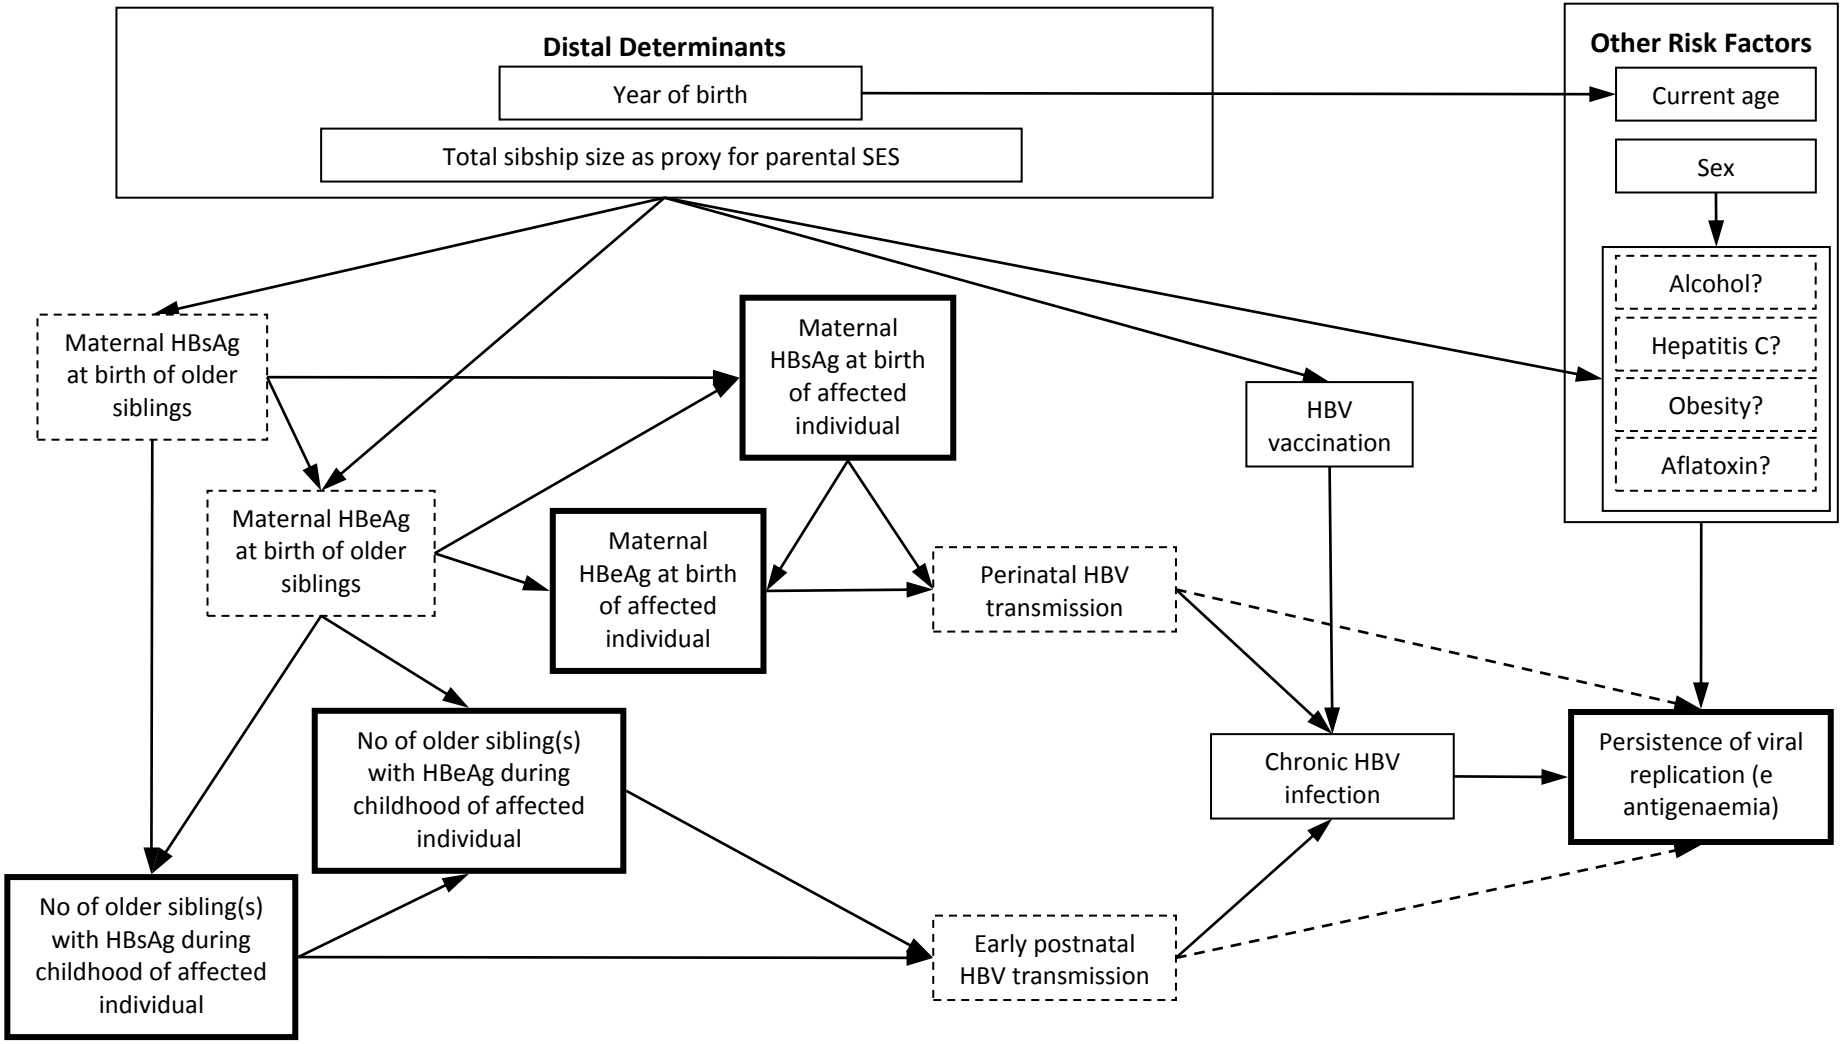 Distal Determinants
Year of birth
Total sibship size as proxy for parental SES
Other Risk Factors
Current age
Sex
Alcohol?
Hepatitis C?
Obesity?
Aflatoxin?
Maternal HBsAg
at birth of older
siblings
Maternal
HBsAg at birth
of affected
individual
HBV
vaccination
Maternal HBeAg
at birth of older
siblings
Maternal
HBeAg at birth
of affected
individual
Perinatal HBV
transmission
No of older sibling(s)
with HBeAg during
childhood of affected
individual
Chronic HBV
infection
Persistence of viral
replication (e
antigenaemia)
No of older sibling(s)
with HBsAg during
childhood of affected
individual
Early postnatal
HBV transmission